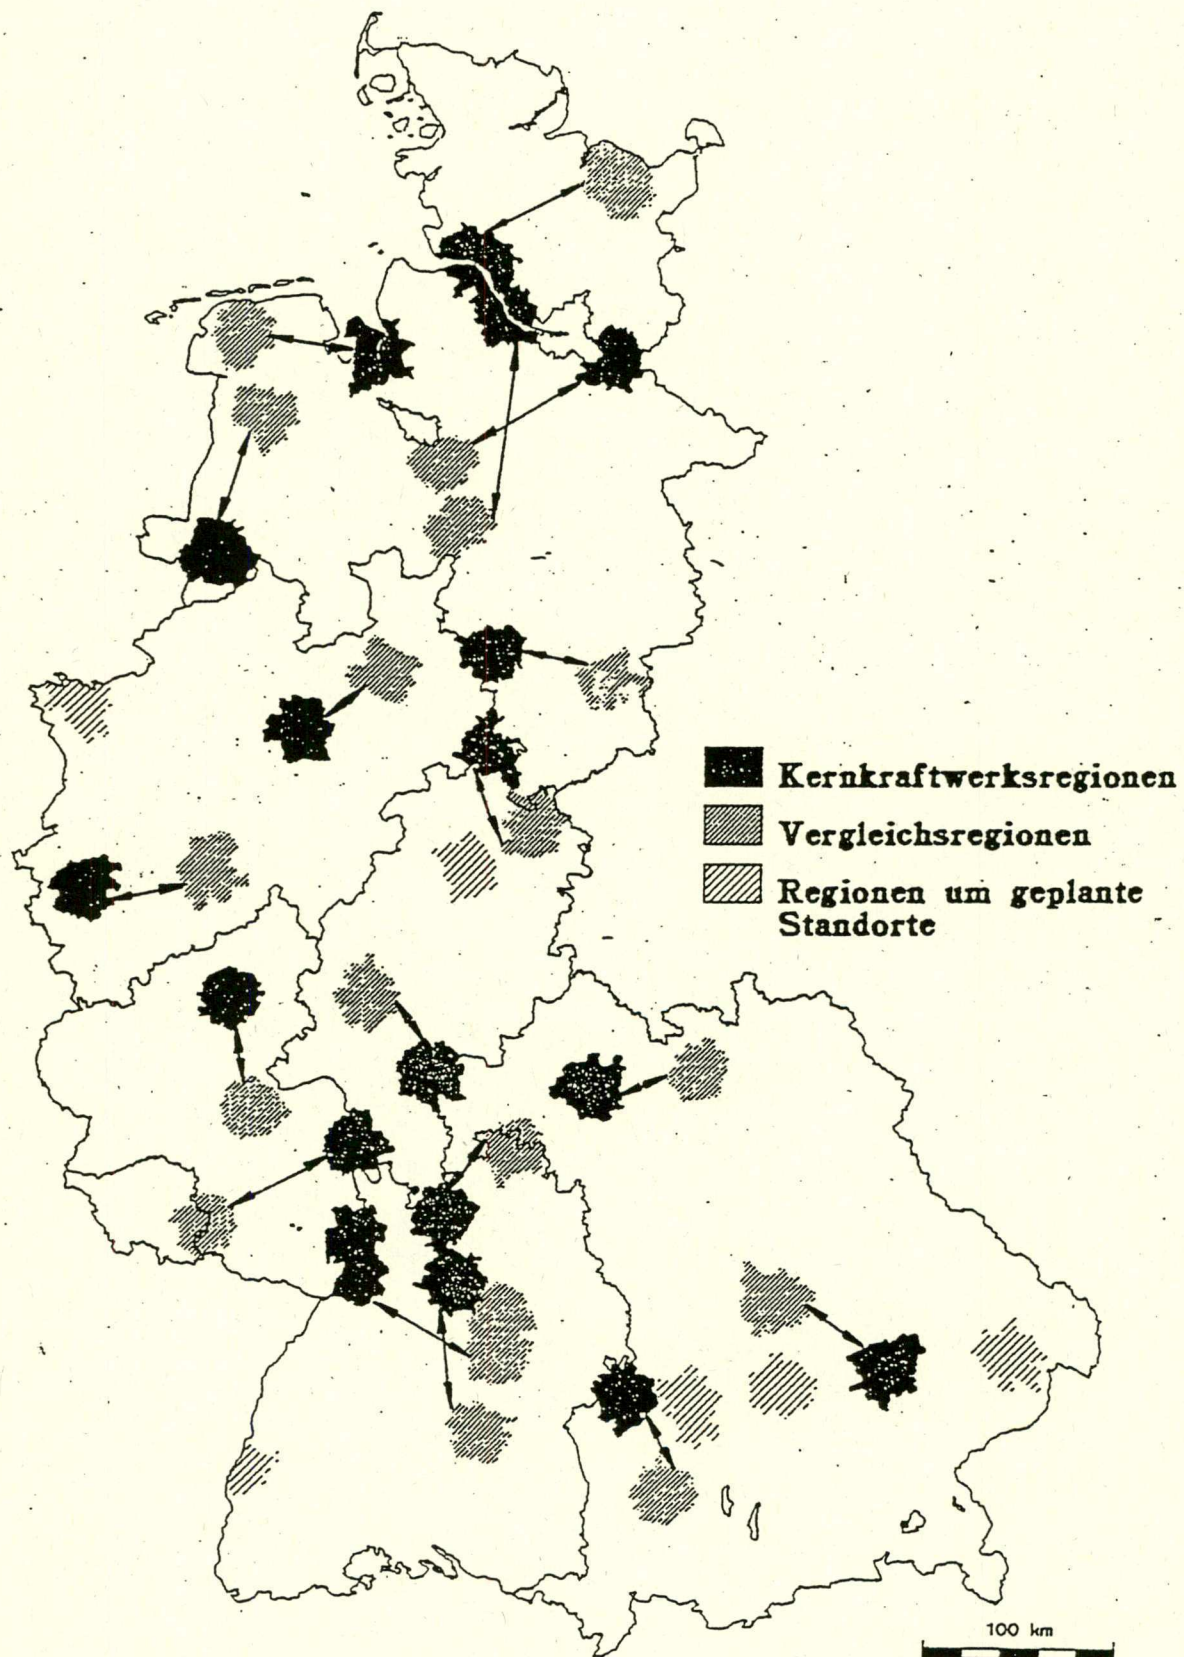 Kernkraftwerksregionen
Vergleichsregionen
Regionen um geplante
Standorte
100 km